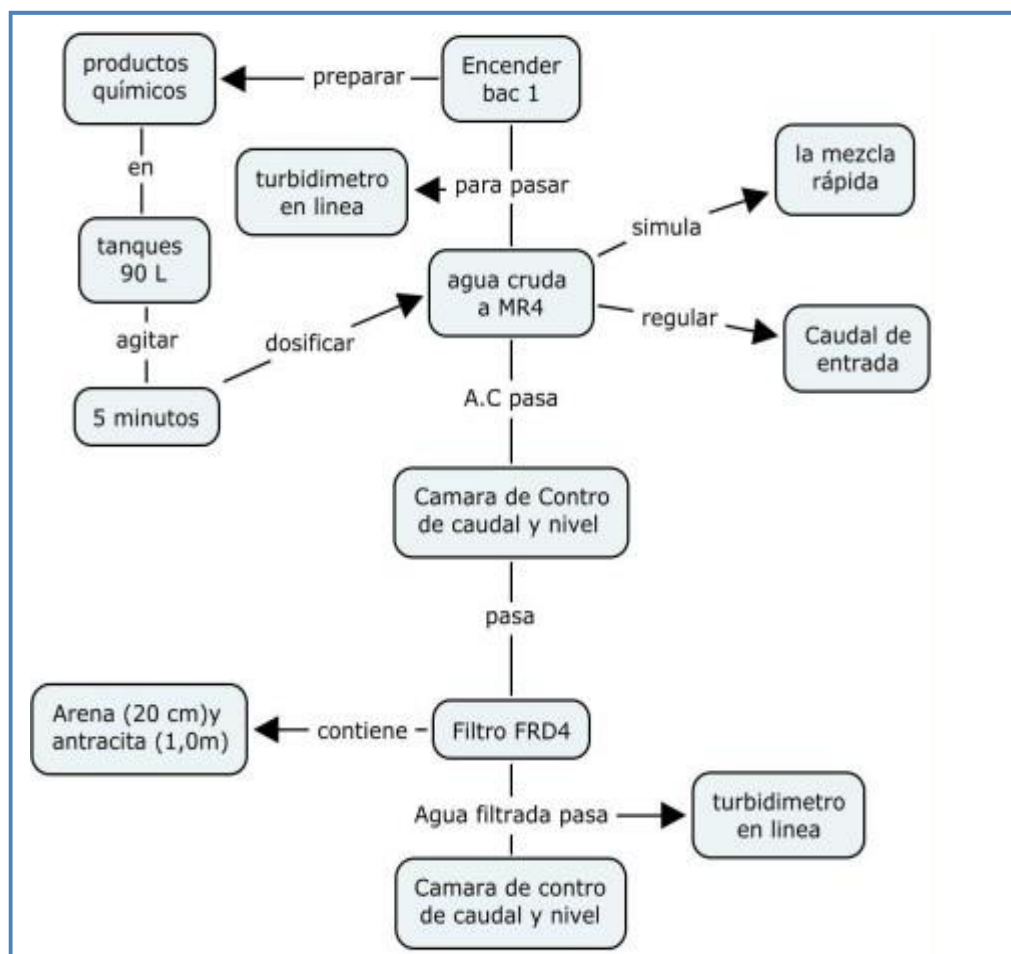 productos
químicos
preparar
Encender
bac 1
en
turbidimetro
en linea
para pasar
la mezcla
rápida
simula
tanques
90 L
agua cruda
a MR4
agitar
dosificar
regular
Caudal de
entrada
5 minutos
A.C pasa
Camara de Contro
de caudal y nivel
pasa
Arena (20 cm)y
antracita (1,0m)
contiene
Filtro FRD4
Agua filtrada pasa
turbidimetro
en linea
Camara de contro
de caudal y nivel